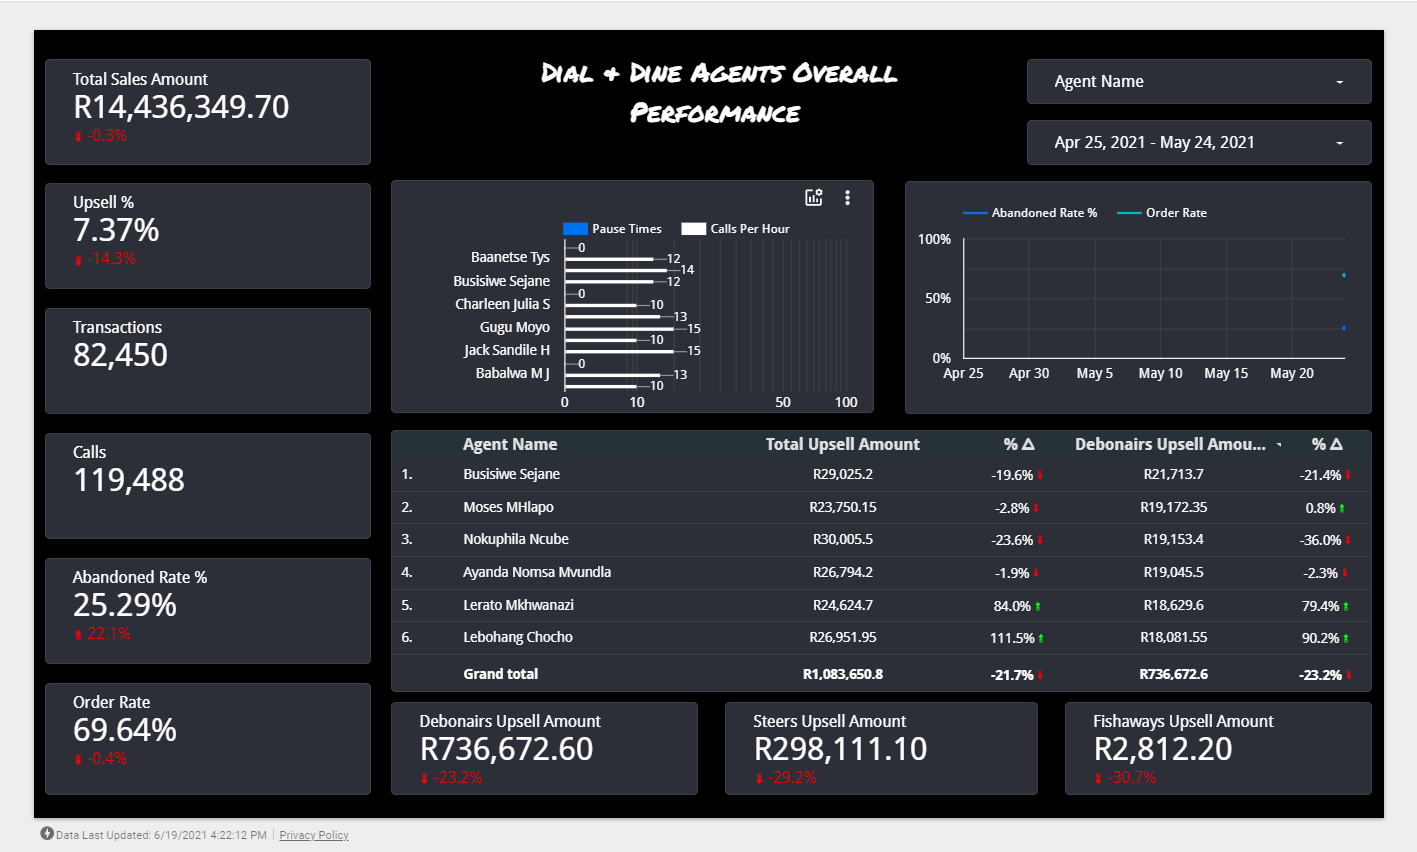 Dial & Dine Agents Overall
Performance
Agent Name
Apr 25, 2021 - May 24, 2021
Total Sales Amount
R14,436,349.70
-0.3%
Upsell %
7.37%
-14.3%
Transactions
82,450
Calls
119,488
Abandoned Rate %
25.29%
22.1%
Order Rate
69.64%
-0.4%
Pause Times Calls Per Hour
0
Baanetse Tys 12
14
Busisiwe Sejane 12
0
Charleen Julia S 10
13
Gugu Moyo 15
10
Jack Sandile H 15
0
Babalwa M J 13
10
0 10 50 100
Abandoned Rate % Order Rate
100%
50%
0%
Apr 25 Apr 30 May 5 May 10 May 15 May 20
Agent Name Total Upsell Amount % Δ Debonairs Upsell Amou... % Δ
1. Busisiwe Sejane R29,025.2 -19.6% R21,713.7 -21.4%
2. Moses MHlapo R23,750.15 -2.8% R19,172.35 0.8%
3. Nokuphila Ncube R30,005.5 -23.6% R19,153.4 -36.0%
4. Ayanda Nomsa Mvundla R26,794.2 -1.9% R19,045.5 -2.3%
5. Lerato Mkhwanazi R24,624.7 84.0% R18,629.6 79.4%
6. Lebohang Chocho R26,951.95 111.5% R18,081.55 90.2%
Grand total R1,083,650.8 -21.7% R736,672.6 -23.2%
Debonairs Upsell Amount
R736,672.60
-23.2%
Steers Upsell Amount
R298,111.10
-29.2%
Fishaways Upsell Amount
R2,812.20
-30.7%
Data Last Updated: 6/19/2021 4:22:12 PM Privacy Policy